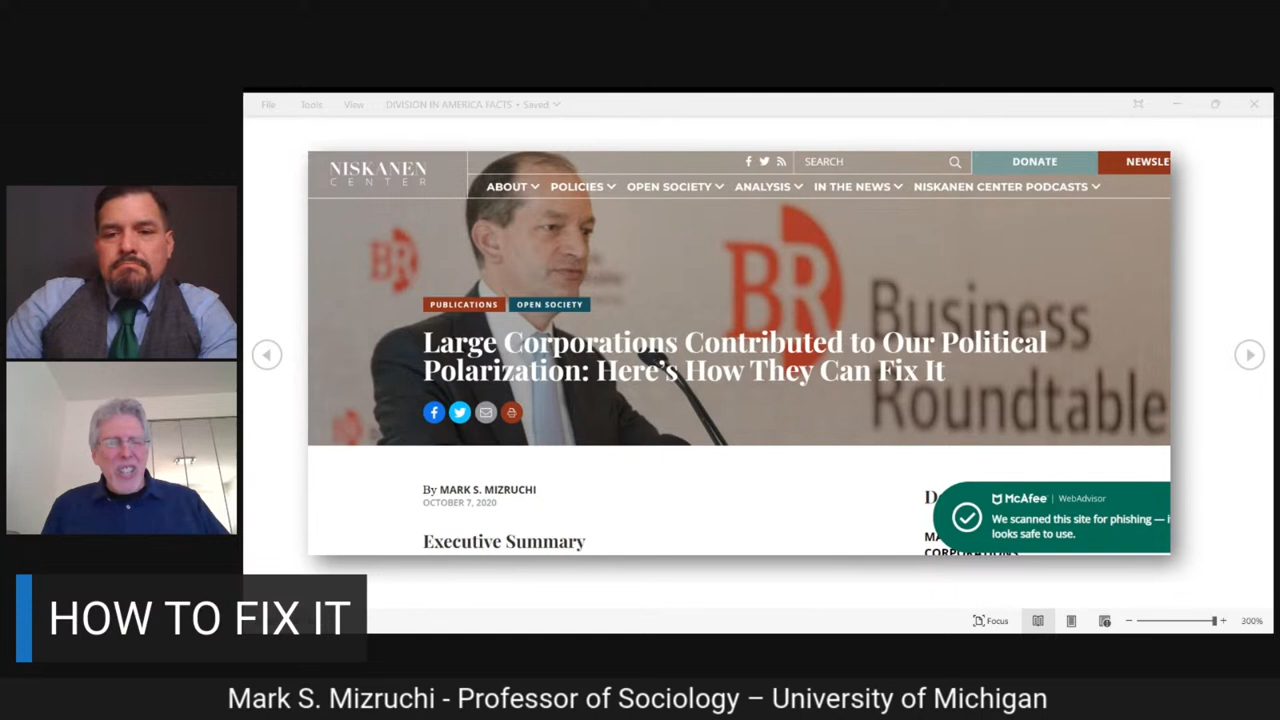 File Tools View DIVISION IN AMERICA FACTS • Saved
NISKANEN
CENTER
SEARCH
DONATE
NEWSLE
ABOUT POLICIES OPEN SOCIETY ANALYSIS IN THE NEWS NISKANEN CENTER PODCASTS
BR
BR
Business
Roundtable
PUBLICATIONS OPEN SOCIETY
Large Corporations Contributed to Our Political
Polarization: Here's How They Can Fix It
By MARK S. MIZRUCHI
OCTOBER 7, 2020
Executive Summary
McAfee | WebAdvisor
We scanned this site for phishing — i
looks safe to use.
CORPORATIONS
HOW TO FIX IT
Focus
300%
Mark S. Mizruchi - Professor of Sociology – University of Michigan